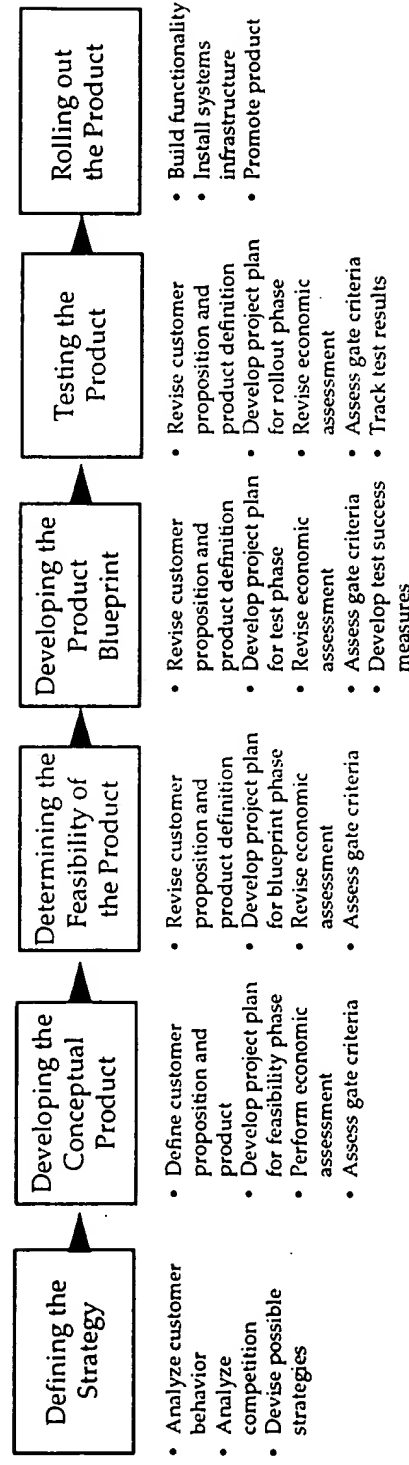 Defining the
Strategy
• Analyze customer
behavior
• Analyze
competition
• Devise possible
strategies
Developing the
Conceptual
Product
• Define customer
proposition and
product
• Develop project plan
for feasibility phase
• Perform economic
assessment
• Assess gate criteria
Determining the
Feasibility of
the Product
• Revise customer
proposition and
product definition
• Develop project plan
for blueprint phase
• Revise economic
assessment
• Assess gate criteria
Developing the
Product
Blueprint
• Revise customer
proposition and
product definition
• Develop project plan
for test phase
• Revise economic
assessment
• Assess gate criteria
• Develop test success
measures
Testing the
Product
• Revise customer
proposition and
product definition
• Develop project plan
for rollout phase
• Revise economic
assessment
• Assess gate criteria
• Track test results
Rolling out
the Product
• Build functionality
• Install systems
infrastructure
• Promote product